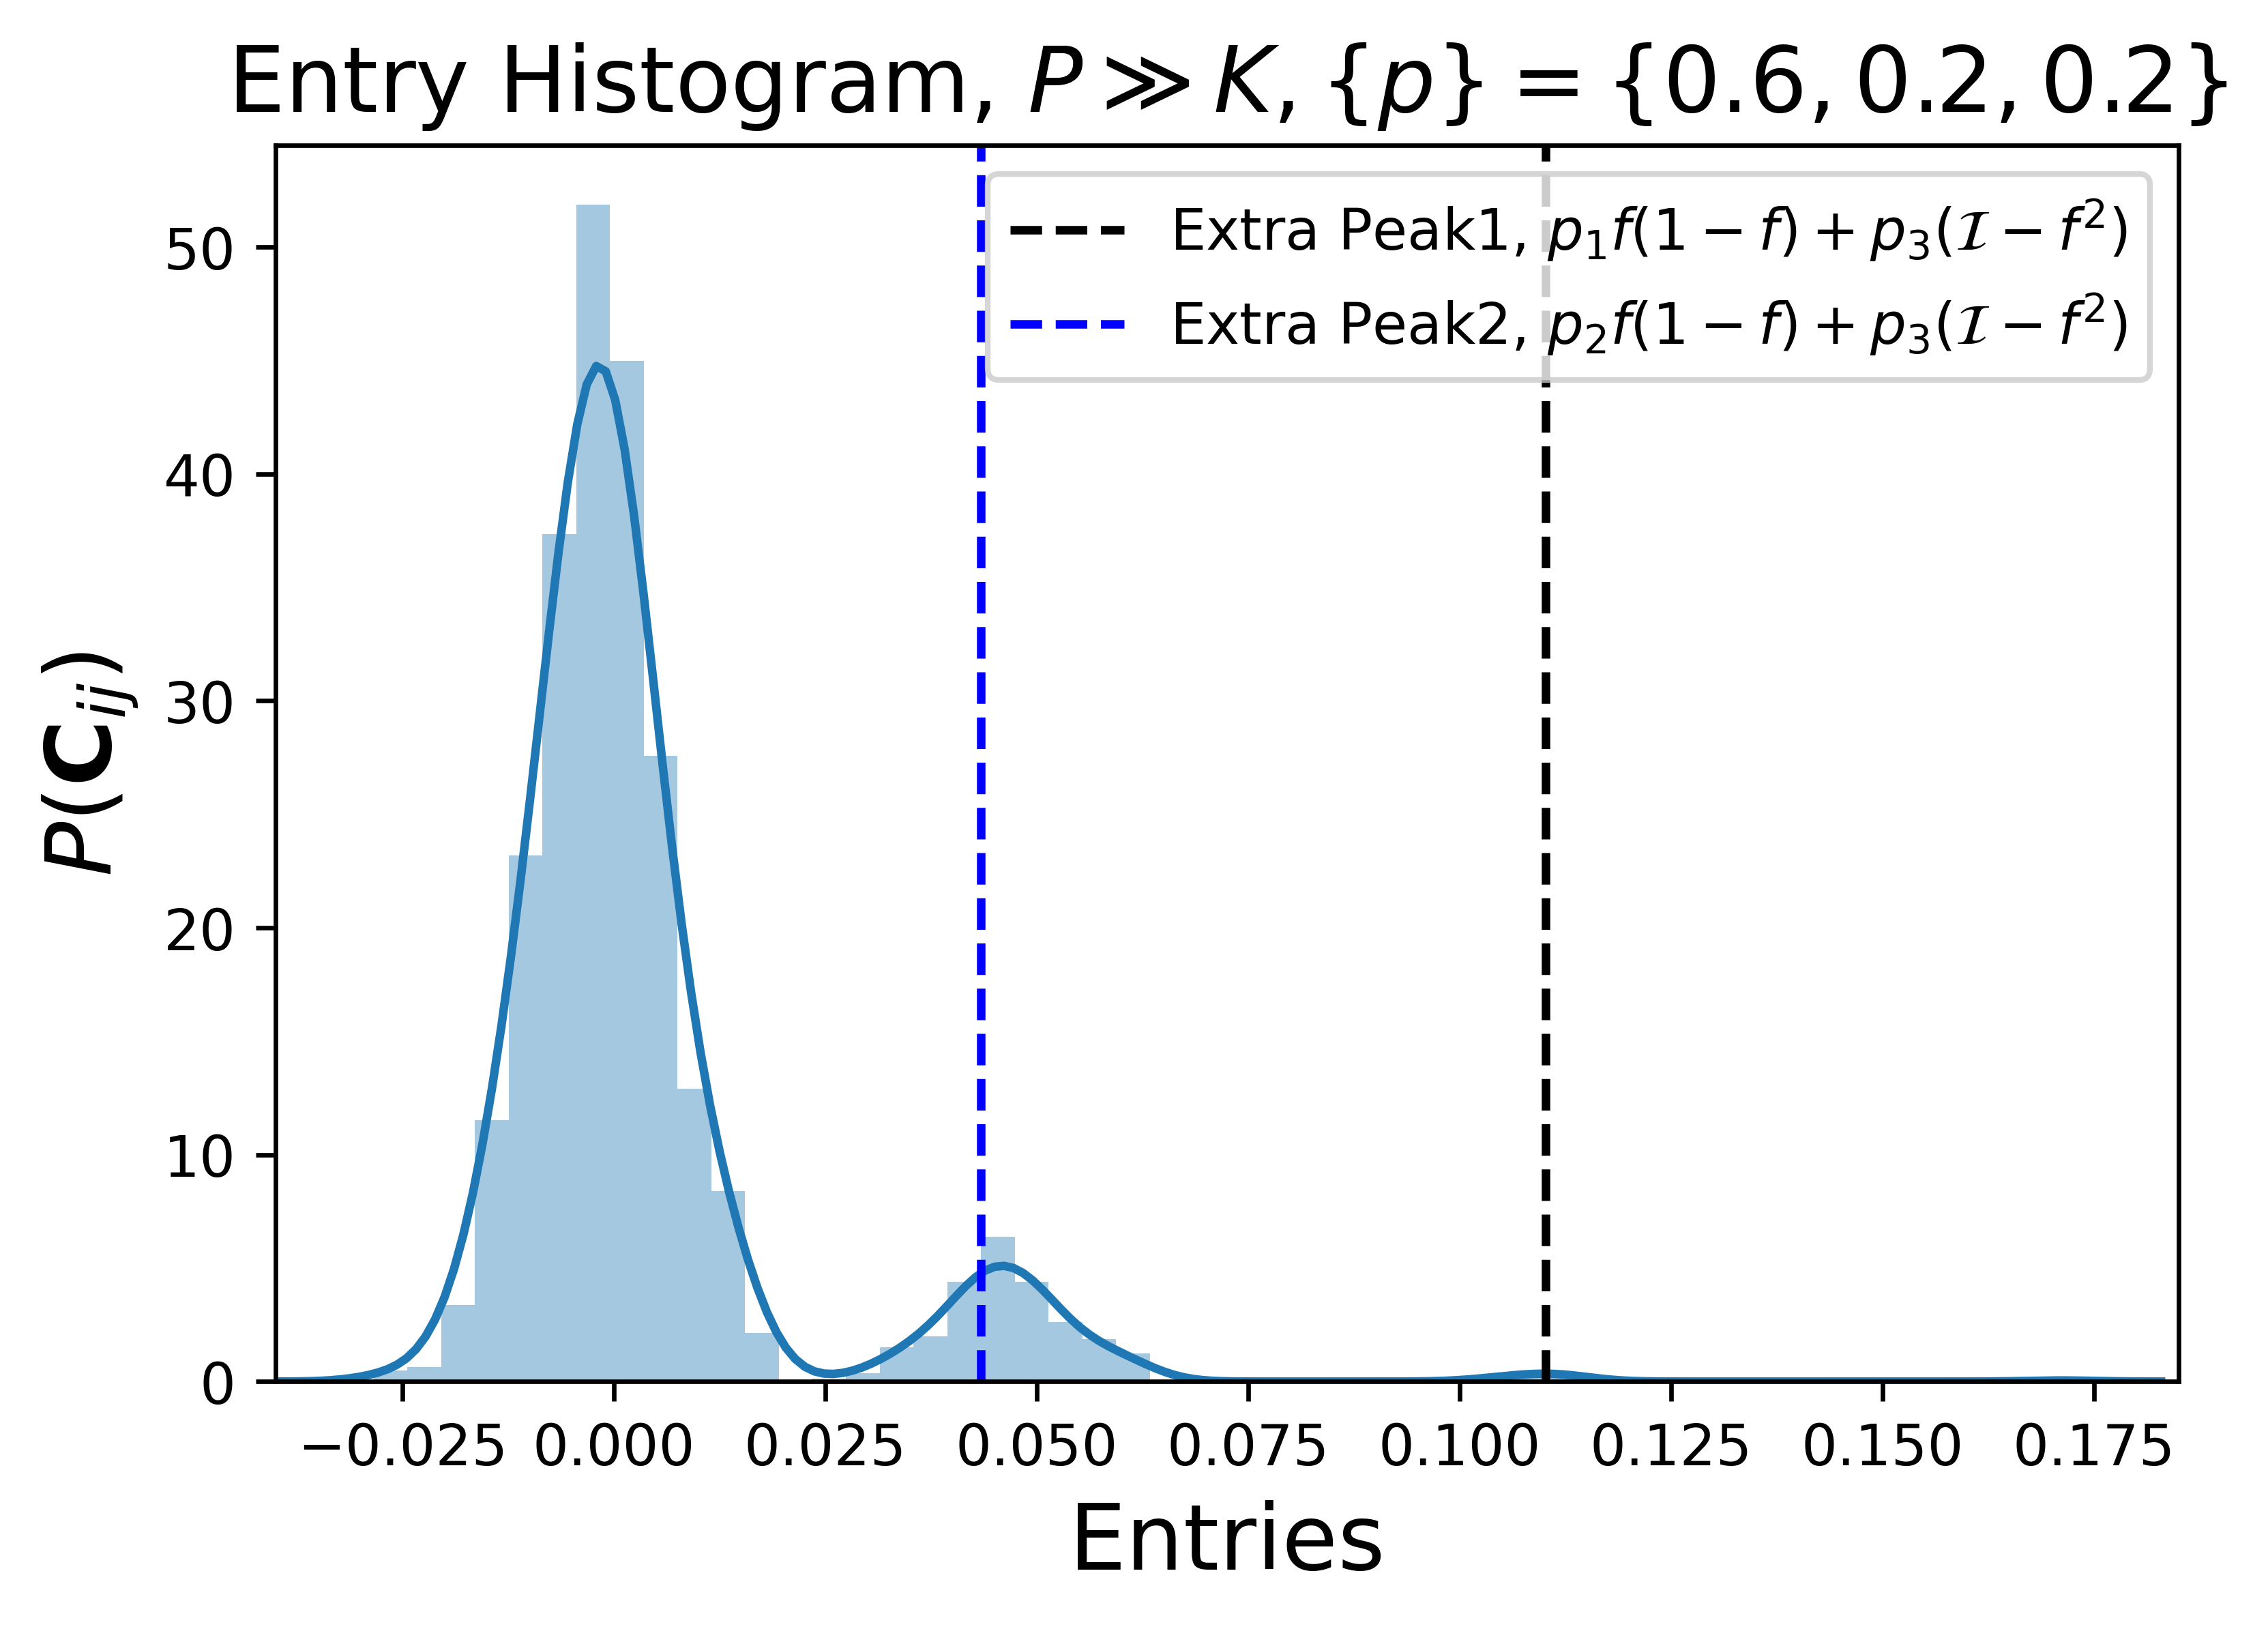 Entry Histogram, P ≫ K, {p} = {0.6, 0.2, 0.2}
Extra Peak1, p₁f(1 − f) + p₃(ℐ − f²)
Extra Peak2, p₂f(1 − f) + p₃(ℐ − f²)
P(𝐂ᵢⱼ)
50
40
30
20
10
0
−0.025 0.000 0.025 0.050 0.075 0.100 0.125 0.150 0.175
Entries